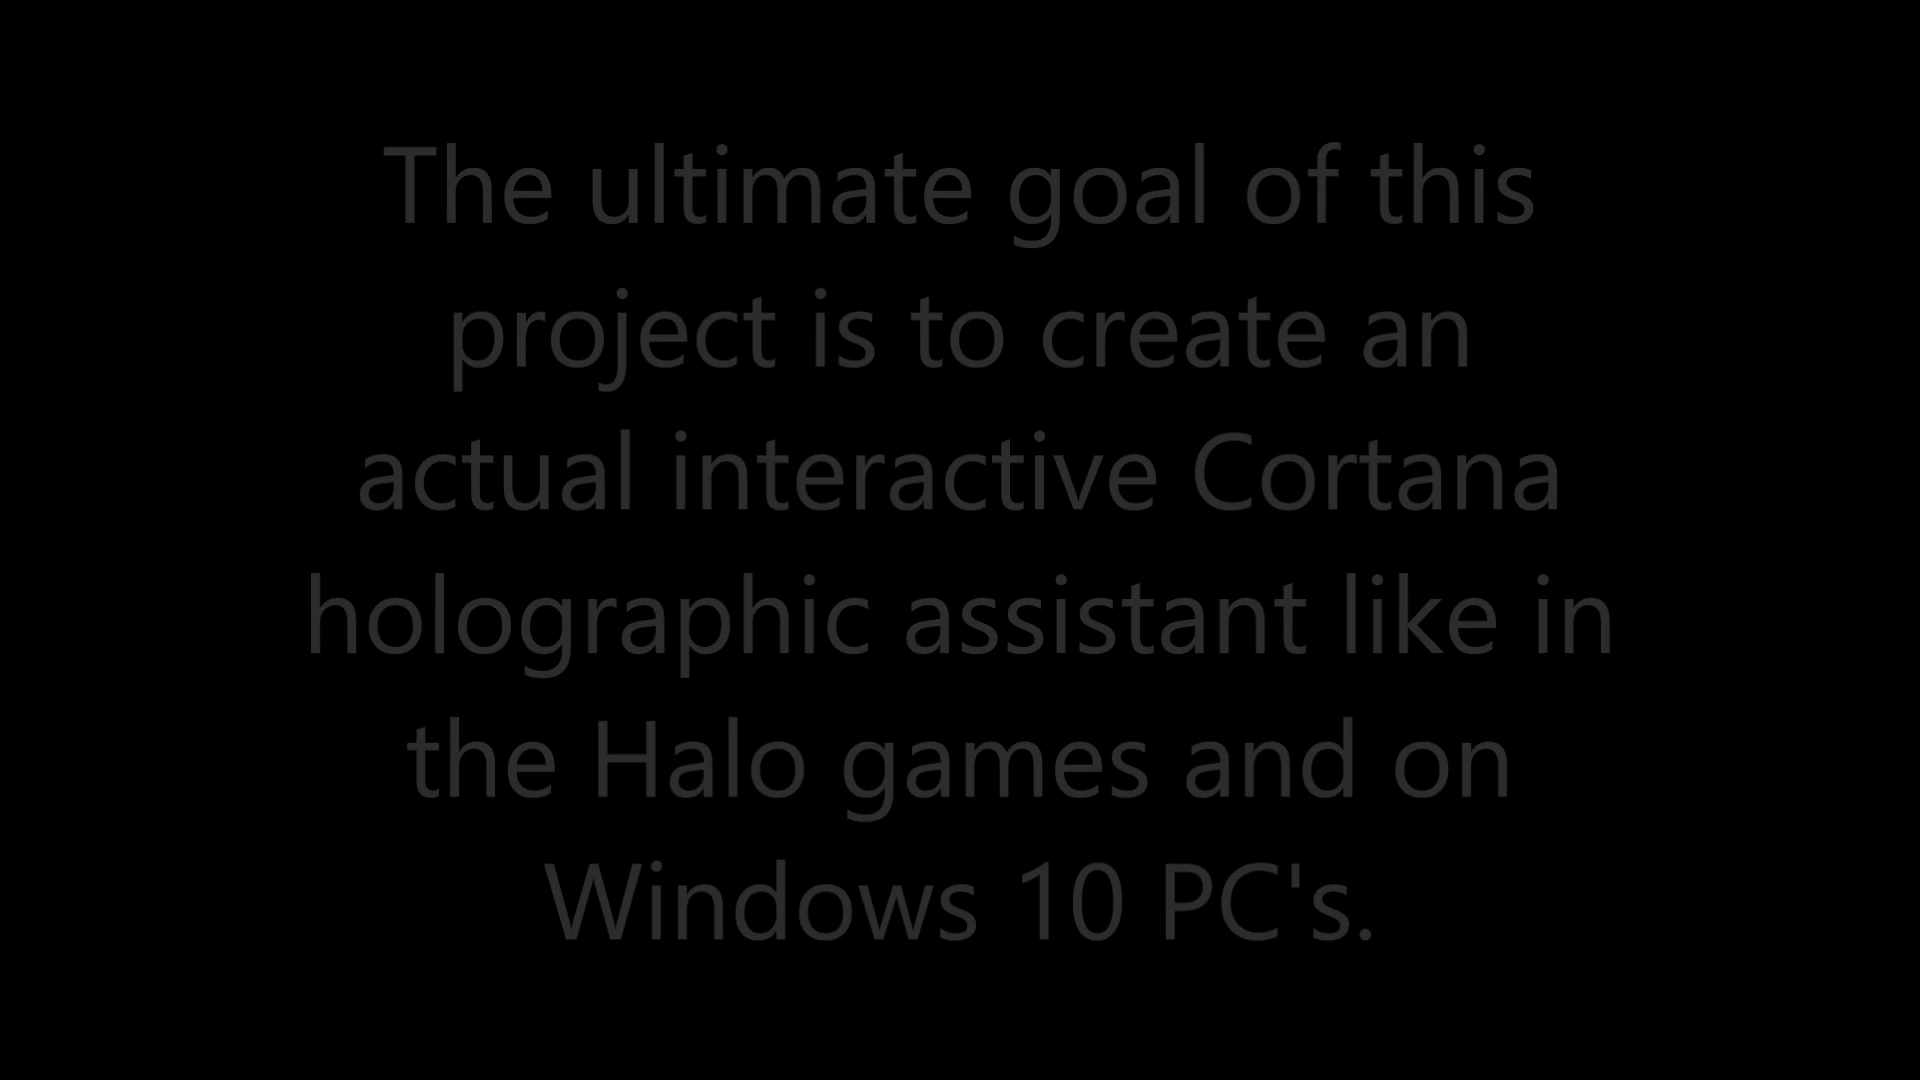 The ultimate goal of this
project is to create an
actual interactive Cortana
holographic assistant like in
the Halo games and on
Windows 10 PC's.